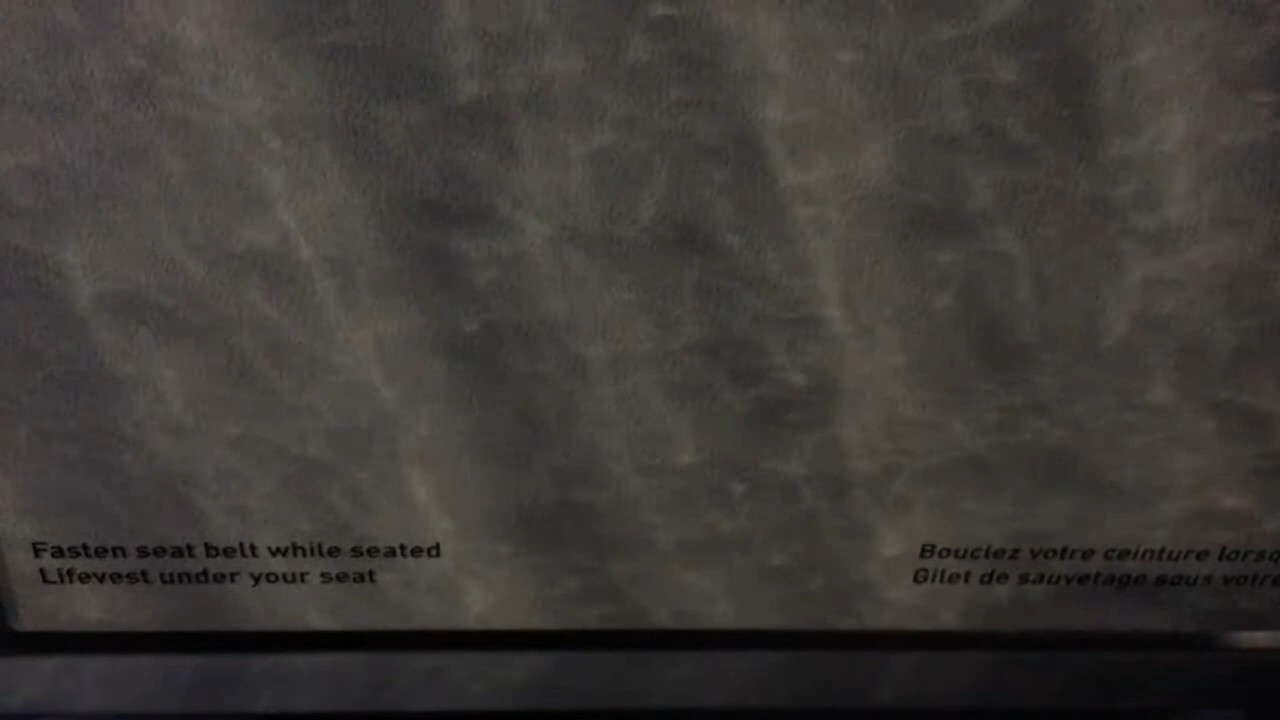 Fasten seat belt while seated
Lifevest under your seat
Bouclez votre ceinture
Gilet de sauvetage sous